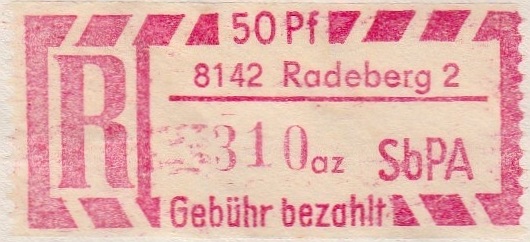 50 Pf
8142 Radeberg 2
R
310 az SbPA
Gebühr bezahlt